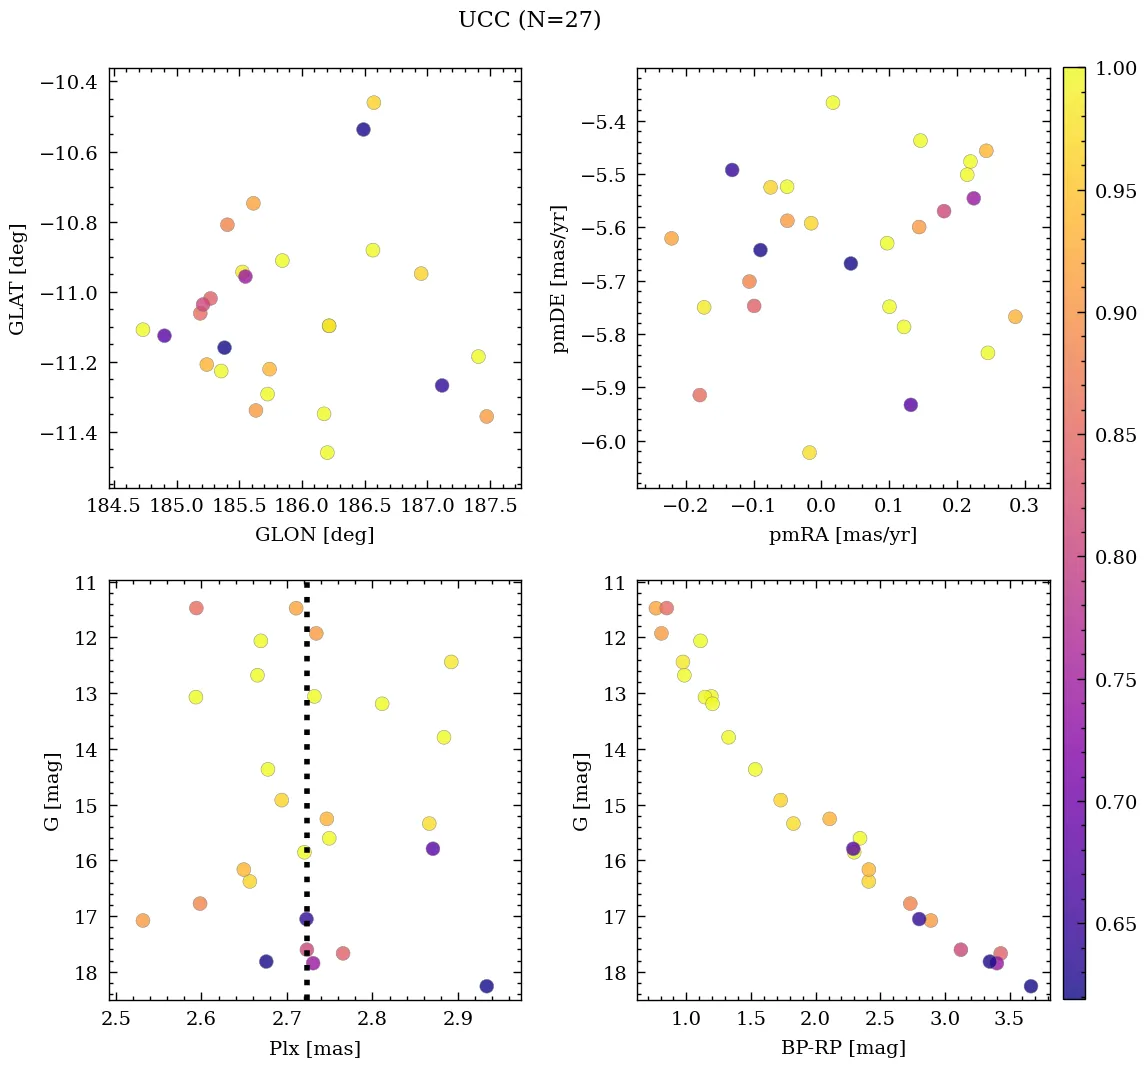 UCC (N=27)
−10.4
−10.6
−10.8
−11.0
−11.2
−11.4
GLAT [deg]
184.5 185.0 185.5 186.0 186.5 187.0 187.5
GLON [deg]
−5.4
−5.5
−5.6
−5.7
−5.8
−5.9
−6.0
pmDE [mas/yr]
−0.2 −0.1 0.0 0.1 0.2 0.3
pmRA [mas/yr]
1.00
0.95
0.90
0.85
0.80
0.75
0.70
0.65
11
12
13
14
15
16
17
18
G [mag]
2.5 2.6 2.7 2.8 2.9
Plx [mas]
11
12
13
14
15
16
17
18
G [mag]
1.0 1.5 2.0 2.5 3.0 3.5
BP-RP [mag]